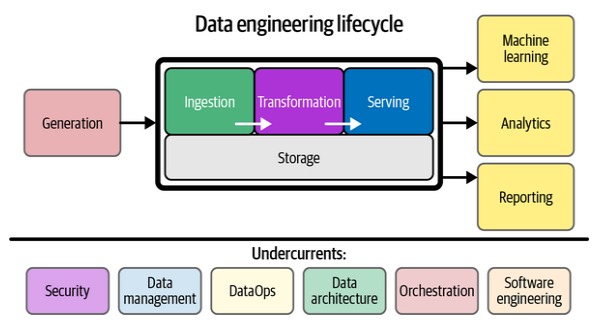 Data engineering lifecycle
Generation
Ingestion
Transformation
Serving
Storage
Machine
learning
Analytics
Reporting
Undercurrents:
Security
Data
management
DataOps
Data
architecture
Orchestration
Software
engineering